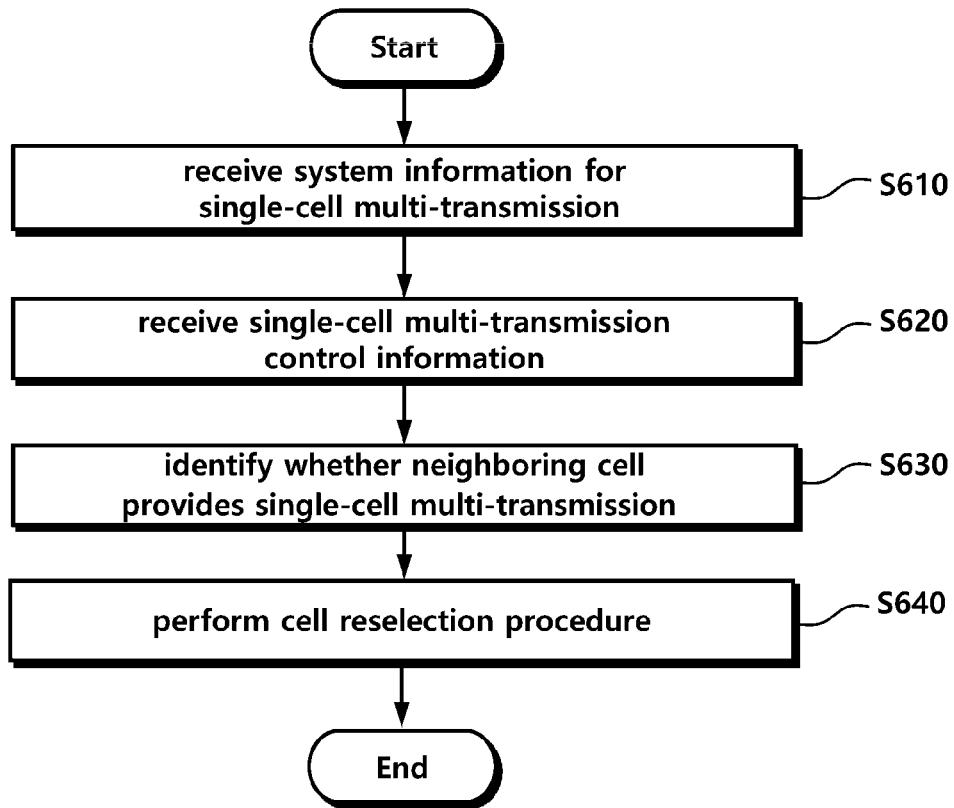 Start
receive system information for
single-cell multi-transmission
S610
receive single-cell multi-transmission
control information
S620
identify whether neighboring cell
provides single-cell multi-transmission
S630
perform cell reselection procedure
S640
End